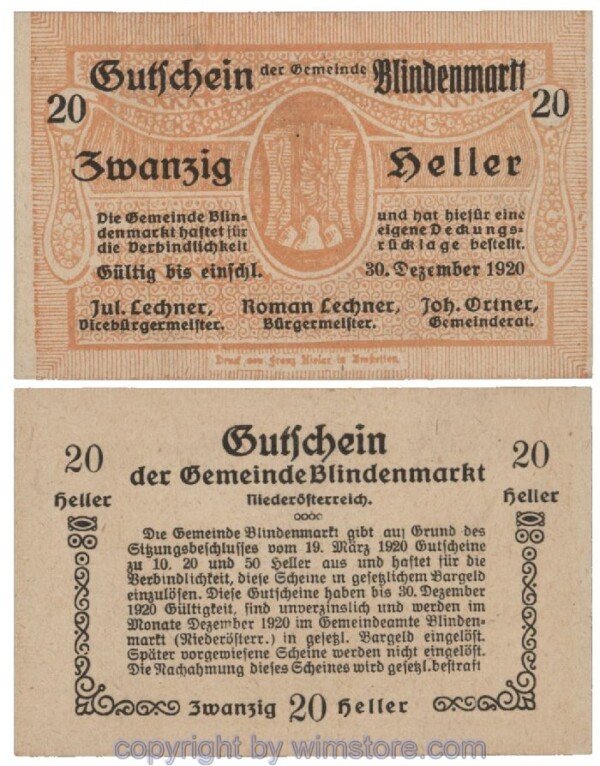 Gutschein der Gemeinde Blindenmarkt
20 20
Zwanzig Heller
Die Gemeinde Blin-
denmarkt haftet für
die Verbindlichkeit
und hat hiefür eine
eigene Deckungs-
rücklage bestellt.
Gültig bis einschl. 30. Dezember 1920
Jul. Lechner, Roman Lechner, Joh. Ortner,
Vicebürgermeister. Bürgermeister. Gemeinderat.
Druck von Franz in Amstetten.
Gutschein
der Gemeinde Blindenmarkt
Niederösterreich.
20
Heller
20
Heller
Die Gemeinde Blindenmarkt gibt auf Grund des
Sitzungsbeschlusses vom 19. März 1920 Gutscheine
zu 10. 20 und 50 Heller aus und haftet für die
Verbindlichkeit, diese Scheine in gesetzlichem Bargeld
einzulösen. Diese Gutscheine haben bis 30. Dezember
1920 Gültigkeit, sind unverzinslich und werden im
Monate Dezember 1920 im Gemeindeamte Blinden-
markt (Niederösterr.) in gesetzl. Bargeld eingelöst.
Später vorgewiesene Scheine werden nicht eingelöst.
Die Nachahmung dieses Scheines wird gesetzl. bestraft
Zwanzig 20 Heller
copyright by wimstore.com